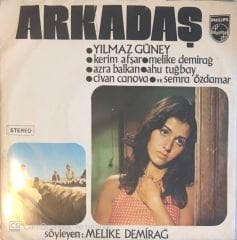 ARKADAŞ
PHILIPS
• YILMAZ GÜNEY
• kerim afşar • melike demirağ
• azra balkan • ahu tuğbay
• civan canova • ve semra özdamar
STEREO
söyleyen: MELİKE DEMİRAĞ